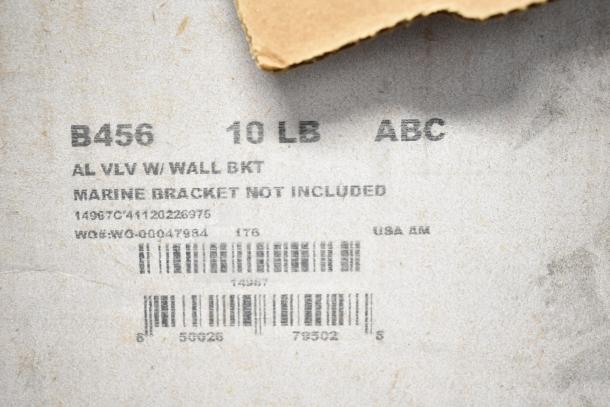 B456 10 LB ABC
AL VLV W/ WALL BKT
MARINE BRACKET NOT INCLUDED
14967C'41120226975
WO#:WO-00047984 176 USA AM
14967
8 50026 79502 5